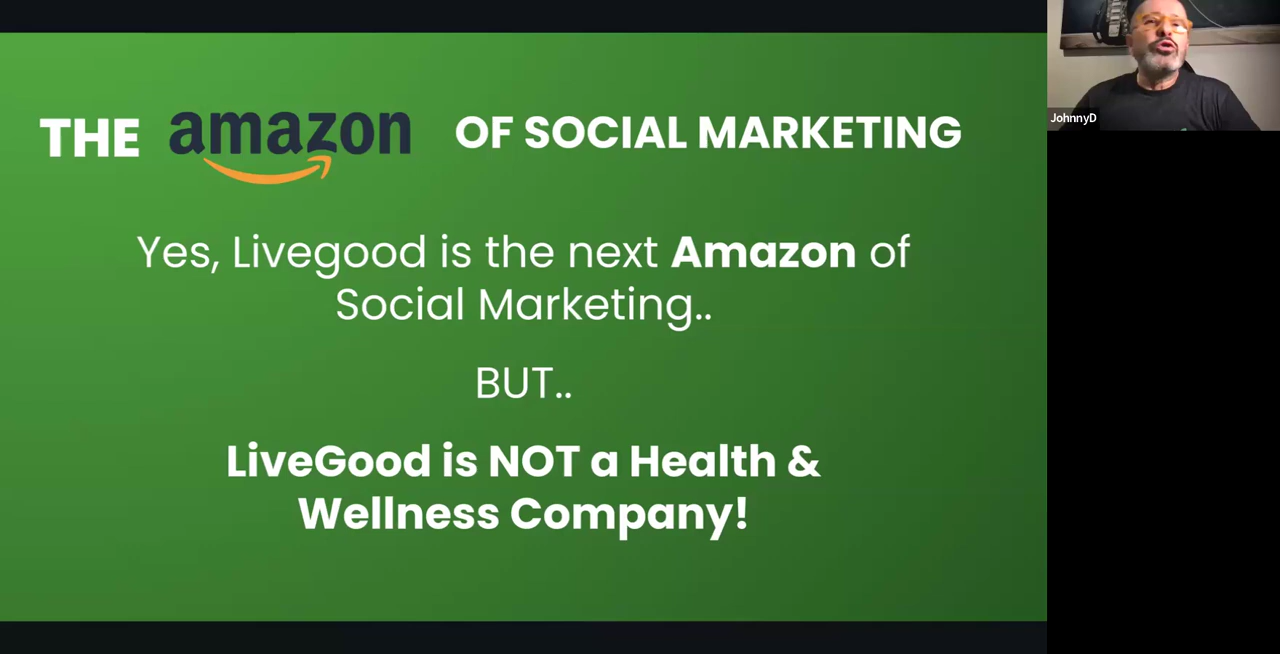 THE amazon OF SOCIAL MARKETING
Yes, Livegood is the next Amazon of
Social Marketing..
BUT..
LiveGood is NOT a Health &
Wellness Company!
JohnnyD